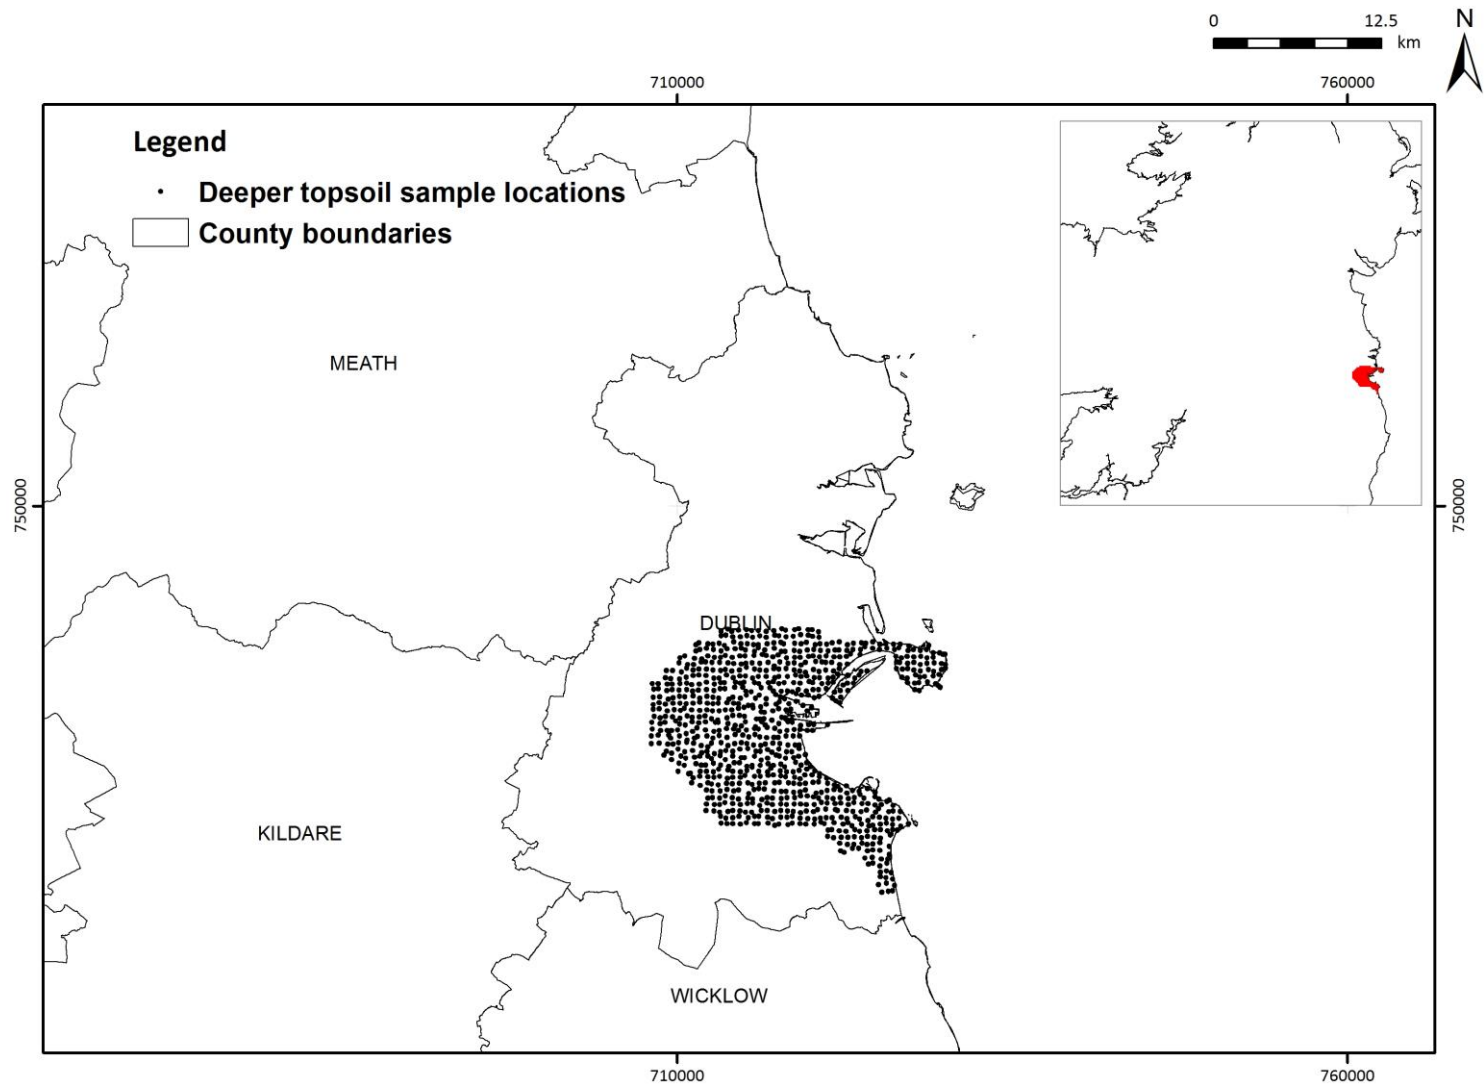 0 12.5
km
N
710000 760000
Legend
Deeper topsoil sample locations
County boundaries
MEATH
750000 750000
DUBLIN
KILDARE
WICKLOW
710000 760000